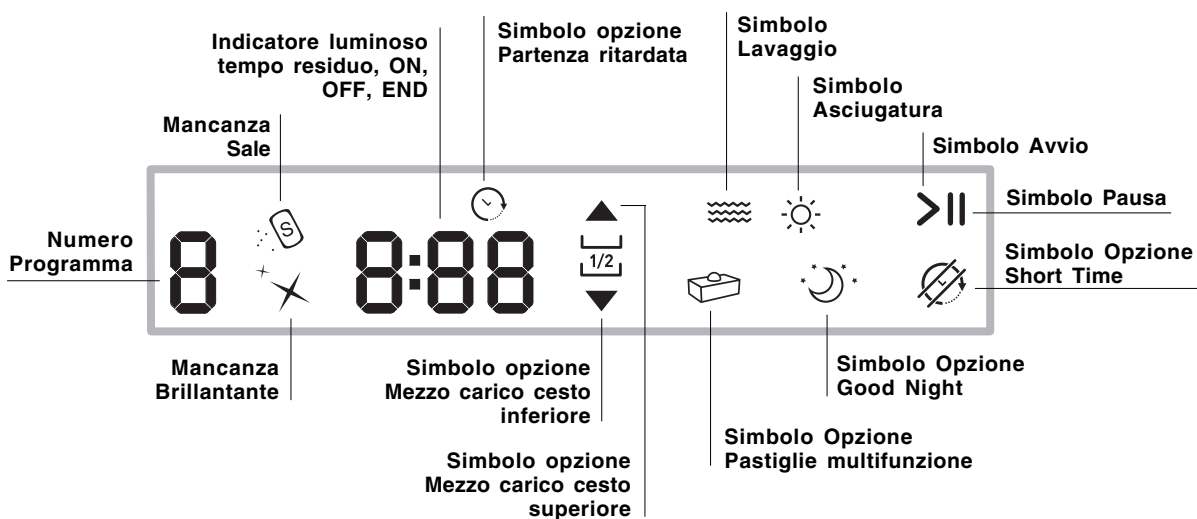 Indicatore luminoso
tempo residuo, ON,
OFF, END
Simbolo opzione
Partenza ritardata
Simbolo
Lavaggio
Simbolo
Asciugatura
Mancanza
Sale
Simbolo Avvio
Simbolo Pausa
Numero
Programma
S
8
8:88
1/2
Simbolo Opzione
Short Time
Mancanza
Brillantante
Simbolo opzione
Mezzo carico cesto
inferiore
Simbolo Opzione
Good Night
Simbolo Opzione
Pastiglie multifunzione
Simbolo opzione
Mezzo carico cesto
superiore